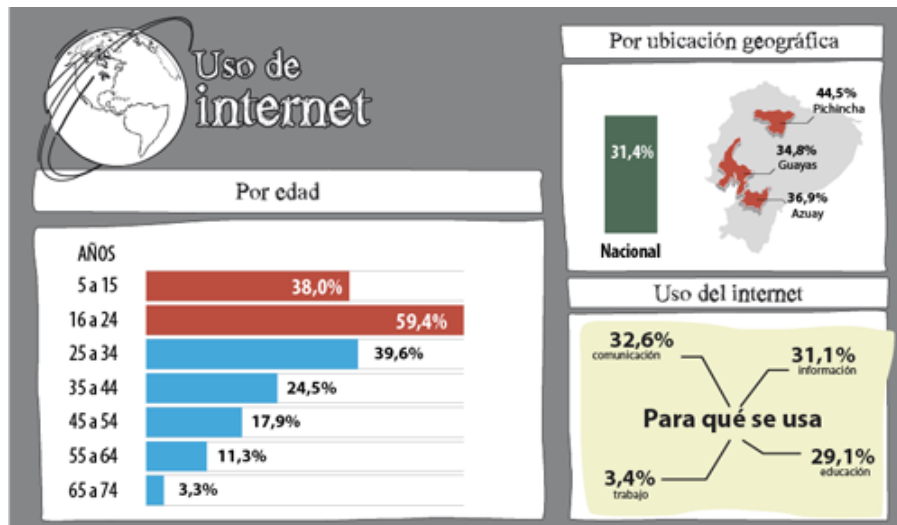 Uso de
internet
Por edad
AÑOS
5 a 15 38,0%
16 a 24 59,4%
25 a 34 39,6%
35 a 44 24,5%
45 a 54 17,9%
55 a 64 11,3%
65 a 74 3,3%
Por ubicación geográfica
31,4%
Nacional
44,5%
Pichincha
34,8%
Guayas
36,9%
Azuay
Uso del internet
32,6%
comunicación
31,1%
información
Para qué se usa
3,4%
trabajo
29,1%
educación